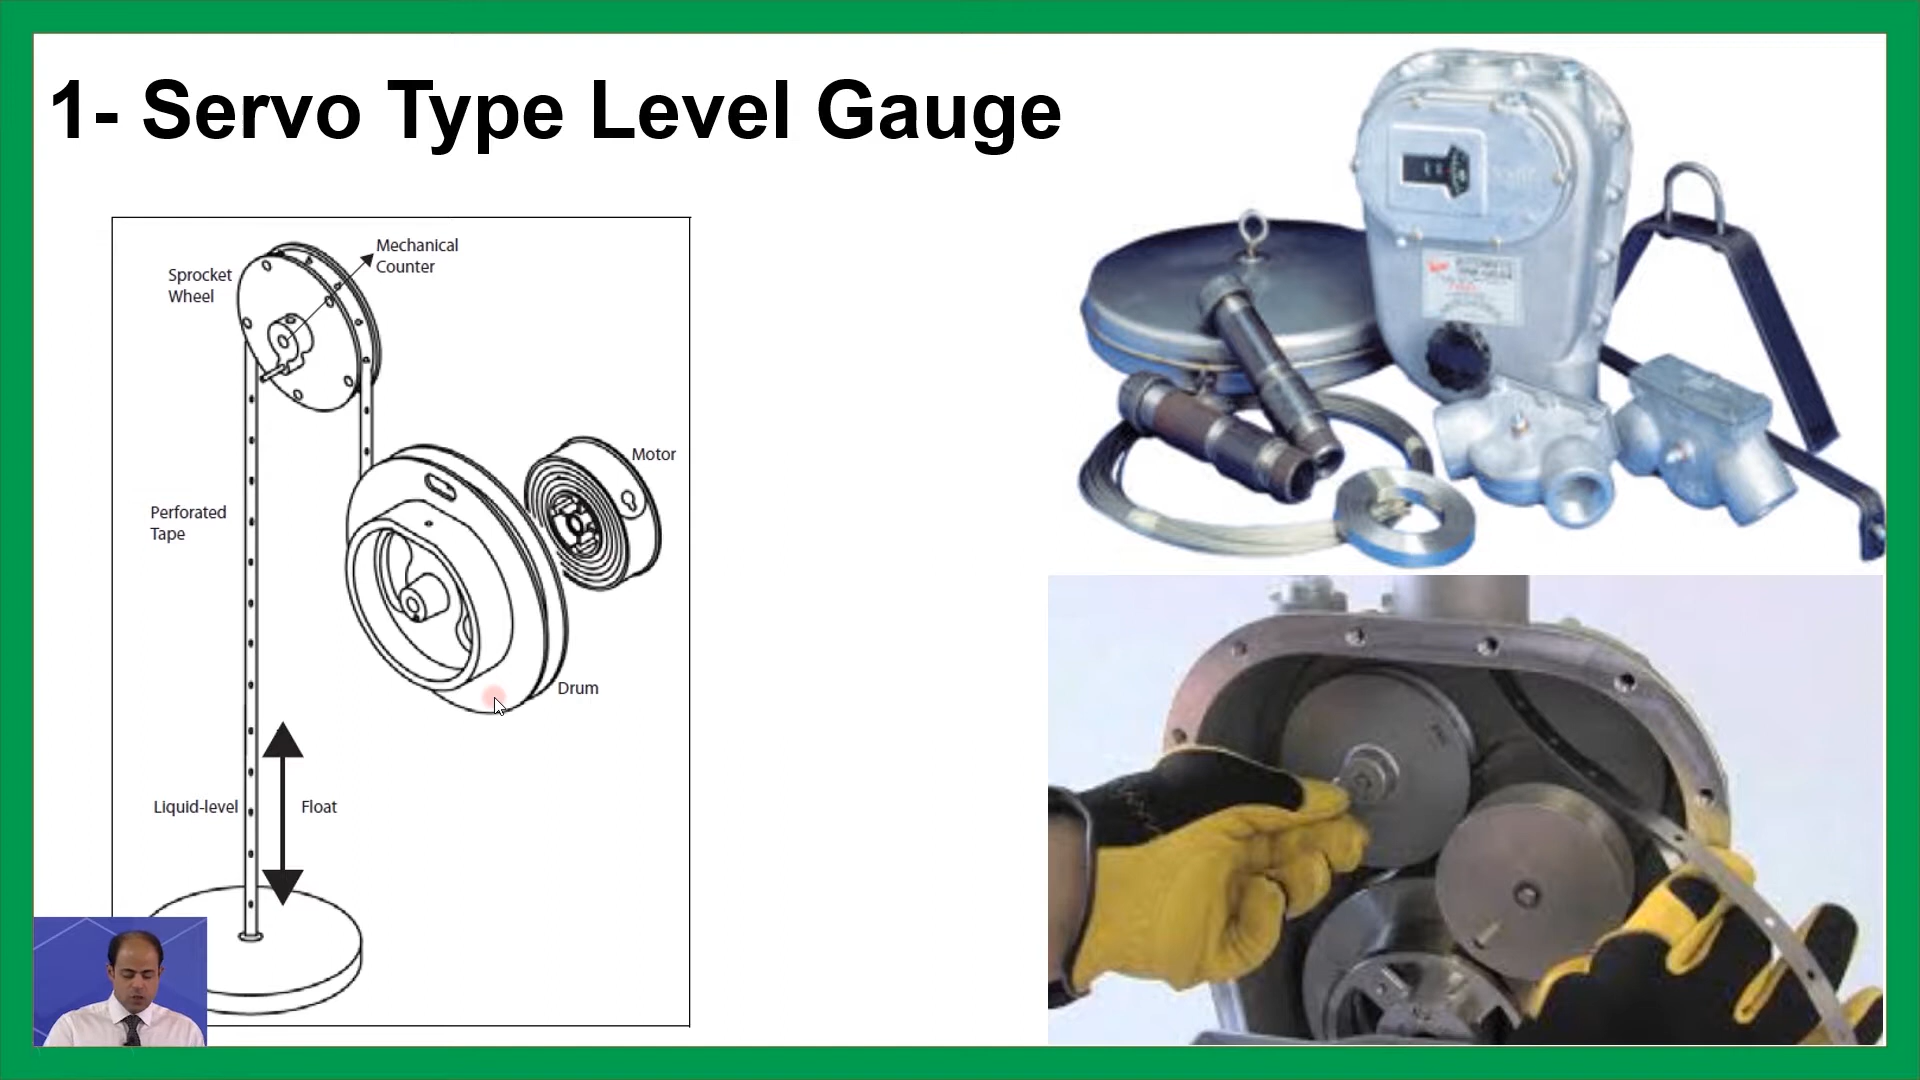 1- Servo Type Level Gauge
Mechanical
Counter
Sprocket
Wheel
Motor
Perforated
Tape
Drum
Liquid-level
Float